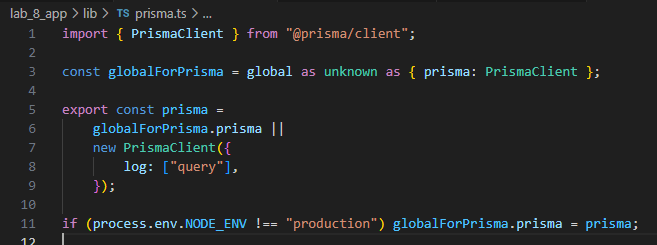 lab_8_app > lib > TS prisma.ts > ...
1 import { PrismaClient } from "@prisma/client";
2
3 const globalForPrisma = global as unknown as { prisma: PrismaClient };
4
5 export const prisma =
6     globalForPrisma.prisma ||
7     new PrismaClient({
8         log: ["query"],
9     });
10
11 if (process.env.NODE_ENV !== "production") globalForPrisma.prisma = prisma;
12